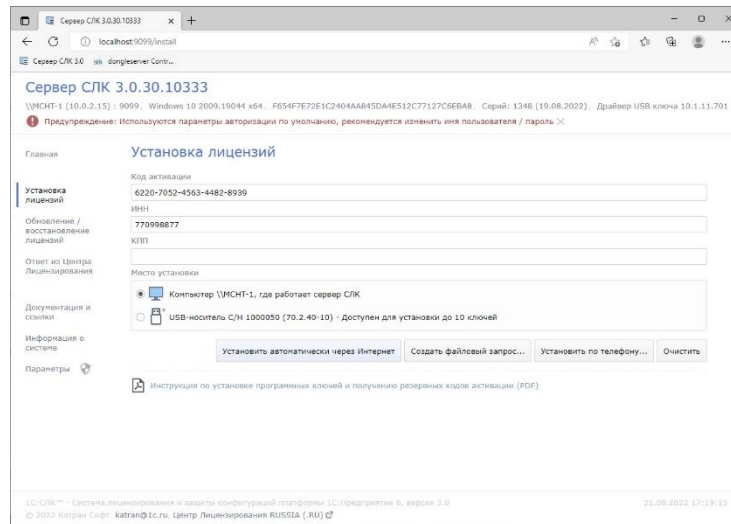 Сервер СЛК 3.0.30.10333
localhost:9099/install
Сервер СЛК 3.0
dongleserver Contr...
Сервер СЛК 3.0.30.10333
\\МСНТ-1 (10.0.2.15) : 9099, Windows 10 2009.19044 x64, F654F7E72E1C2404AA845DA4E512C77127C6EBA8, Серий: 1348 (19.08.2022), Драйвер USB ключа 10.1.11.701
Предупреждение: Используются параметры авторизации по умолчанию, рекомендуется изменить имя пользователя / пароль
Главная
Установка
лицензий
Обновление /
восстановление
лицензий
Ответ из Центра
Лицензирования
Документация и
ссылки
Информация о
системе
Параметры
Установка лицензий
Код активации
6220-7052-4563-4482-8939
ИНН
770998877
КПП
Место установки
Компьютер \\МСНТ-1, где работает сервер СЛК
USB-носитель С/Н 1000050 (70.2.40-10) - Доступен для установки до 10 ключей
Установить автоматически через Интернет
Создать файловый запрос...
Установить по телефону...
Очистить
Инструкция по установке программных ключей и получению резервных кодов активации (PDF)
1С:СЛК™ - Система лицензирования и защиты конфигураций платформы 1С:Предприятие 8, версия 3.0
21.08.2022 17:19:15
© 2022 Катран Софт, katran@1c.ru, Центр Лицензирования RUSSIA (.RU)